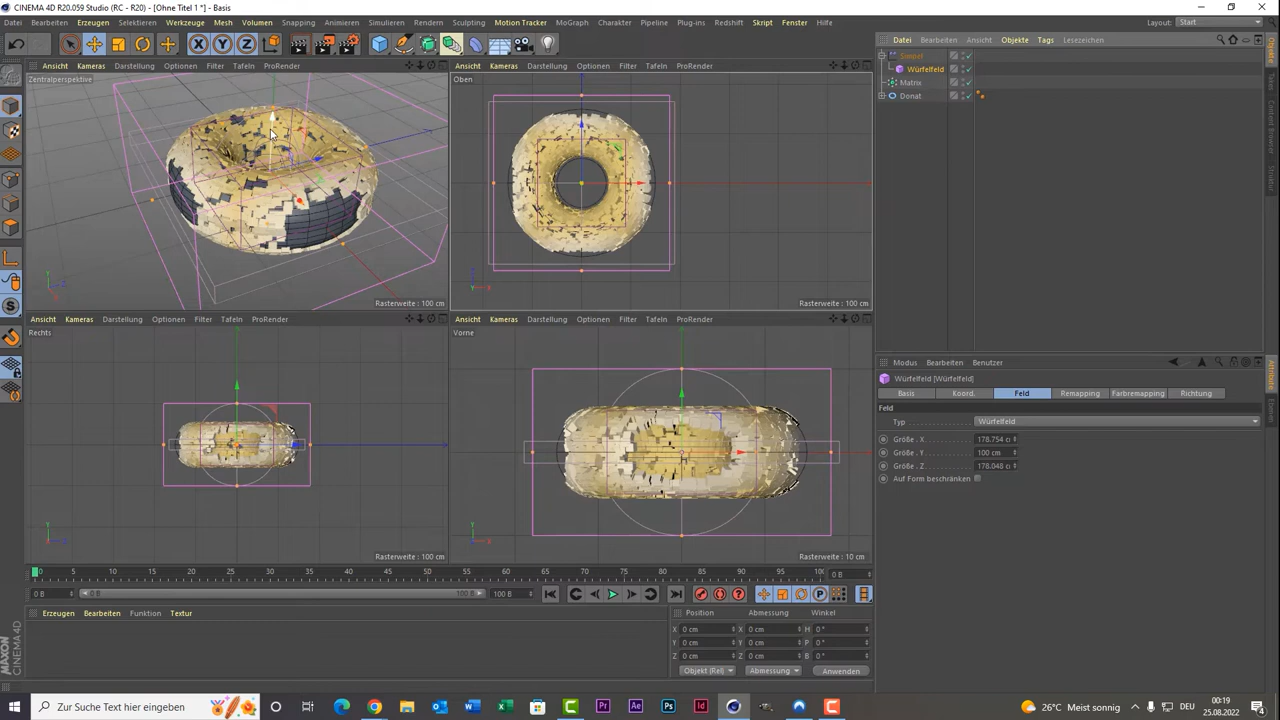 CINEMA 4D R20.059 Studio (RC - R20) - [Ohne Titel 1 *] - Basis
Datei Bearbeiten Erzeugen Selektieren Werkzeuge Mesh Volumen Snapping Animieren Simulieren Rendern Sculpting Motion Tracker MoGraph Charakter Pipeline Plug-ins Redshift Skript Fenster Hilfe Layout: Start
Datei Bearbeiten Ansicht Objekte Tags Lesezeichen
Simpel
Würfelfeld
Matrix
Donat
Ansicht Kameras Darstellung Optionen Filter Tafeln ProRender
Zentralperspektive
Rasterweite : 100 cm
Ansicht Kameras Darstellung Optionen Filter Tafeln ProRender
Oben
Rasterweite : 100 cm
Ansicht Kameras Darstellung Optionen Filter Tafeln ProRender
Rechts
Rasterweite : 100 cm
Ansicht Kameras Darstellung Optionen Filter Tafeln ProRender
Vorne
Rasterweite : 10 cm
Objekte
Takes
Content Browser
Struktur
Modus Bearbeiten Benutzer
Würfelfeld [Würfelfeld]
Basis Koord. Feld Remapping Farbremapping Richtung
Feld
Typ Würfelfeld
Größe . X 178.754 c
Größe . Y 100 cm
Größe . Z 178.048 c
Auf Form beschränken
Attribute
0 5 10 15 20 25 30 35 40 45 50 55 60 65 70 75 80 85 90 95 100 0 B
0 B 0 B 100 B 100 B
Erzeugen Bearbeiten Funktion Textur
Position Abmessung Winkel
X 0 cm X 0 cm H 0 °
Y 0 cm Y 0 cm P 0 °
Z 0 cm Z 0 cm B 0 °
Objekt (Rel) Abmessung Anwenden
MAXON
CINEMA 4D
Zur Suche Text hier eingeben
26°C Meist sonnig
DEU
00:19
25.08.2022